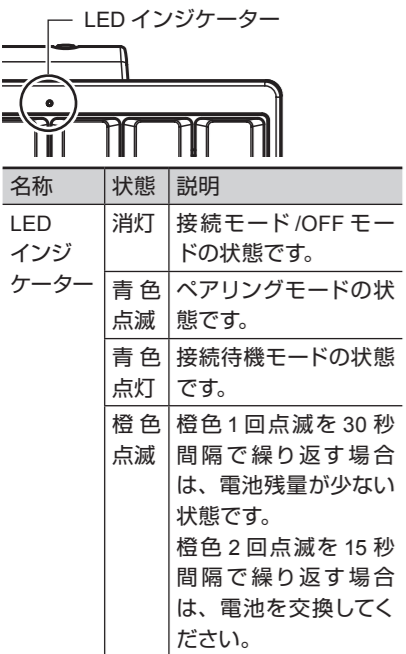 LED インジケーター
名称 状態 説明
LED 消灯 接続モード /OFF モー
インジ ドの状態です。
ケーター 青 色 ペアリングモードの状
点滅 態です。
青 色 接続待機モードの状態
点灯 です。
橙 色 橙色 1 回点滅を 30 秒
点滅 間隔で繰り返す場合
は、電池残量が少ない
状態です。
橙色 2 回点滅を 15 秒
間隔で繰り返す場合
は、電池を交換してく
ださい。